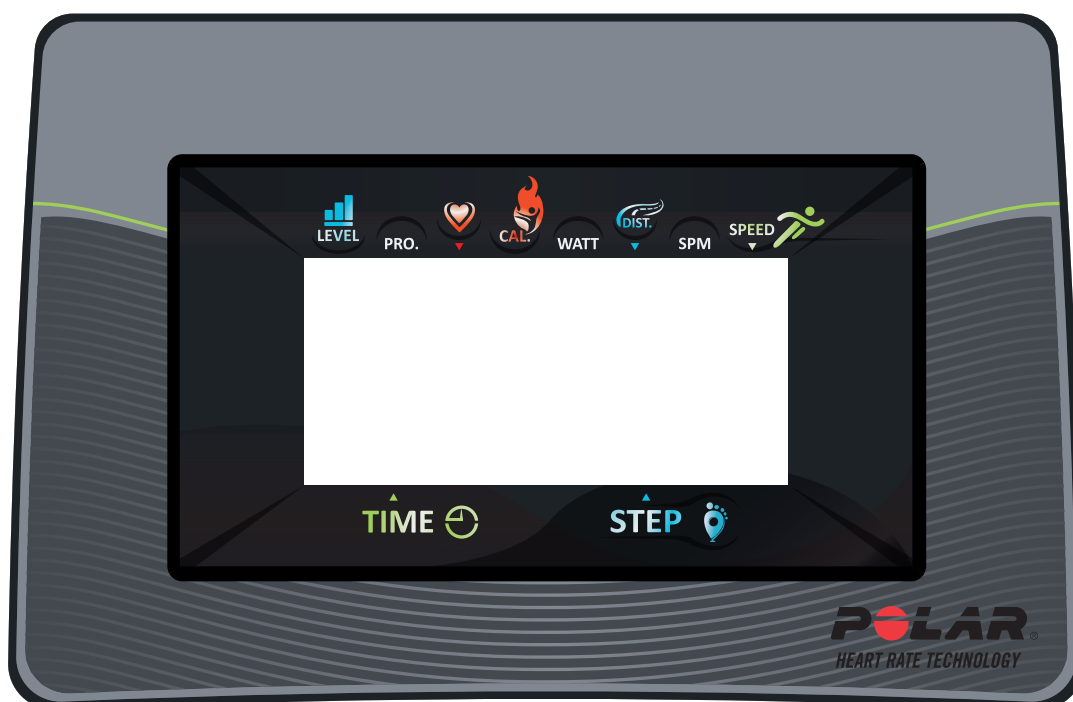 LEVEL PRO. CAL. WATT DIST. SPM SPEED
TIME STEP
POLAR®
HEART RATE TECHNOLOGY